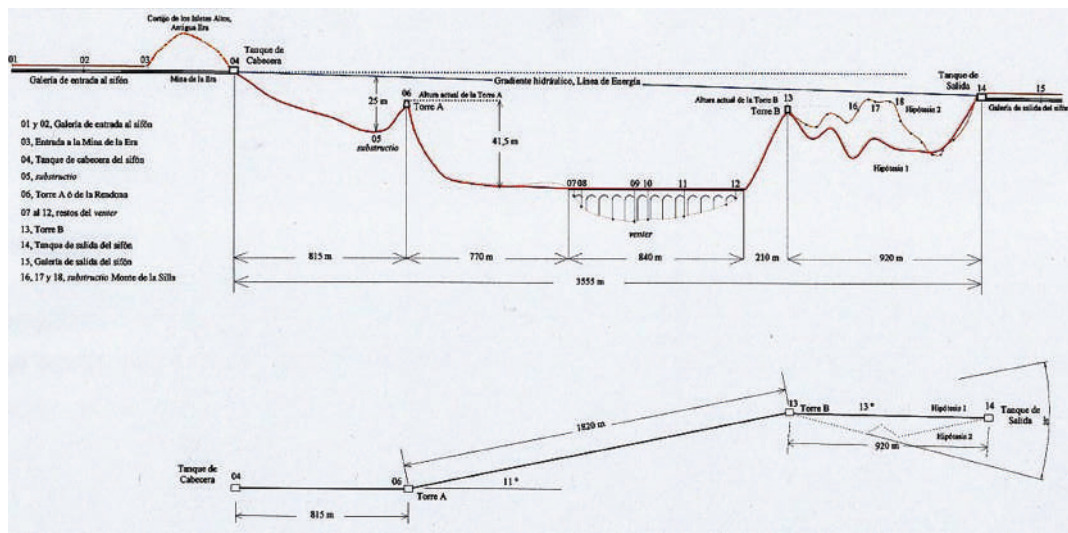 Cortijo de los Isletes Altos,
Antigua Era
01
02
03
04
Tanque de
Cabecera
Galería de entrada al sifón
Mina de la Era
Gradiente hidráulico, Línea de Energía
Tanque de
Salida
14
15
Galería de salida del sifón
25 m
06
Altura actual de la Torre A
Torre A
05
substructio
41,5 m
Altura actual de la Torre B
13
Torre B
16
17
18
Hipótesis 2
Hipótesis 1
01 y 02, Galería de entrada al sifón
03, Entrada a la Mina de la Era
04, Tanque de cabecera del sifón
05, substructio
06, Torre A ó de la Rendona
07 al 12, restos del venter
13, Torre B
14, Tanque de salida del sifón
15, Galería de salida del sifón
16, 17 y 18, substructio Monte de la Silla
07
08
09
10
11
12
venter
815 m
770 m
840 m
210 m
920 m
3555 m
1820 m
13
Torre B
13°
Hipótesis 1
14
Tanque de
Salida
Hipótesis 2
920 m
Tanque de
Cabecera
04
06
Torre A
11°
815 m